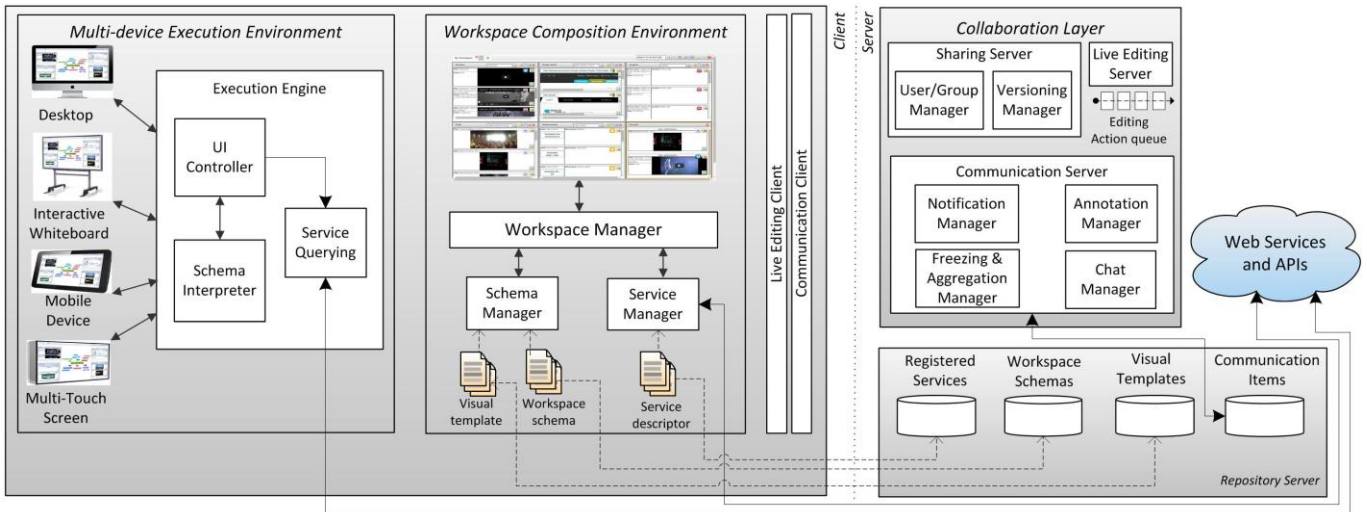 Multi-device Execution Environment
Desktop
Interactive
Whiteboard
Mobile
Device
Multi-Touch
Screen
Execution Engine
UI
Controller
Schema
Interpreter
Service
Querying
Workspace Composition Environment
Workspace Manager
Schema
Manager
Service
Manager
Visual
template
Workspace
schema
Service
descriptor
Live Editing Client
Communication Client
Client
Server
Collaboration Layer
Sharing Server
User/Group
Manager
Versioning
Manager
Live Editing
Server
Editing
Action queue
Communication Server
Notification
Manager
Annotation
Manager
Freezing &
Aggregation
Manager
Chat
Manager
Web Services
and APIs
Registered
Services
Workspace
Schemas
Visual
Templates
Communication
Items
Repository Server